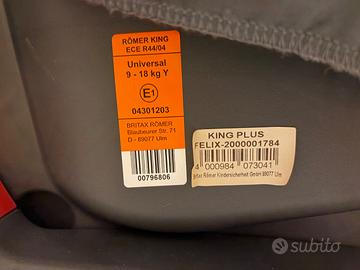 RÖMER KING
ECE R44/04
Universal
9 - 18 kg Y
E1
04301203
BRITAX RÖMER
Blaubeurer Str. 71
D - 89077 Ulm
00796806
KING PLUS
FELIX-2000001784
4 000984 073041
Britax Römer Kindersicherheit GmbH 89077 Ulm
subito